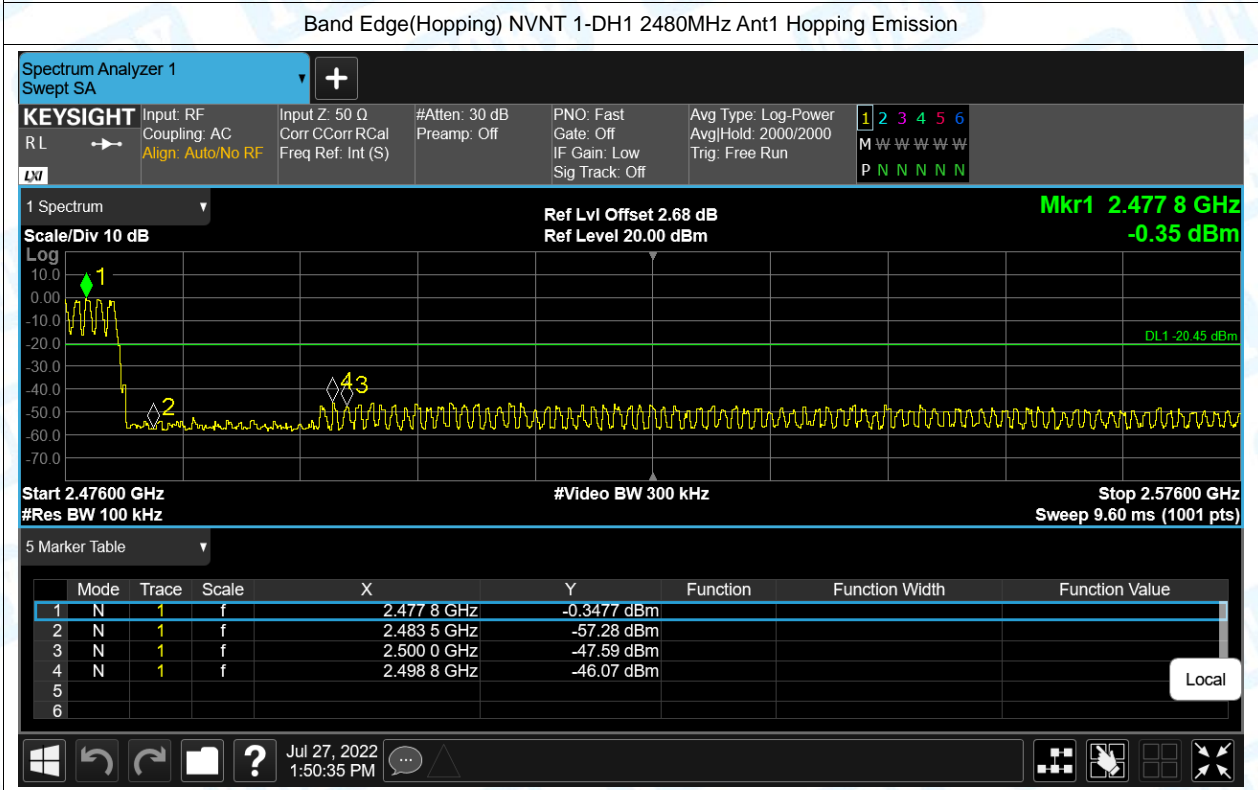 Band Edge(Hopping) NVNT 1-DH1 2480MHz Ant1 Hopping Emission
Spectrum Analyzer 1
Swept SA
KEYSIGHT
RL
LXI
Input: RF
Coupling: AC
Align: Auto/No RF
Input Z: 50 Ω
Corr CCorr RCal
Freq Ref: Int (S)
#Atten: 30 dB
Preamp: Off
PNO: Fast
Gate: Off
IF Gain: Low
Sig Track: Off
Avg Type: Log-Power
Avg|Hold: 2000/2000
Trig: Free Run
1 2 3 4 5 6
M W W W W W
P N N N N N
1 Spectrum
Scale/Div 10 dB
Ref Lvl Offset 2.68 dB
Ref Level 20.00 dBm
Mkr1 2.477 8 GHz
-0.35 dBm
Log
10.0
0.00
-10.0
-20.0
-30.0
-40.0
-50.0
-60.0
-70.0
1
2
43
DL1 -20.45 dBm
Start 2.47600 GHz
#Res BW 100 kHz
#Video BW 300 kHz
Stop 2.57600 GHz
Sweep 9.60 ms (1001 pts)
5 Marker Table
Mode Trace Scale X Y Function Function Width Function Value
1 N 1 f 2.477 8 GHz -0.3477 dBm
2 N 1 f 2.483 5 GHz -57.28 dBm
3 N 1 f 2.500 0 GHz -47.59 dBm
4 N 1 f 2.498 8 GHz -46.07 dBm
5
6
Local
?
Jul 27, 2022
1:50:35 PM